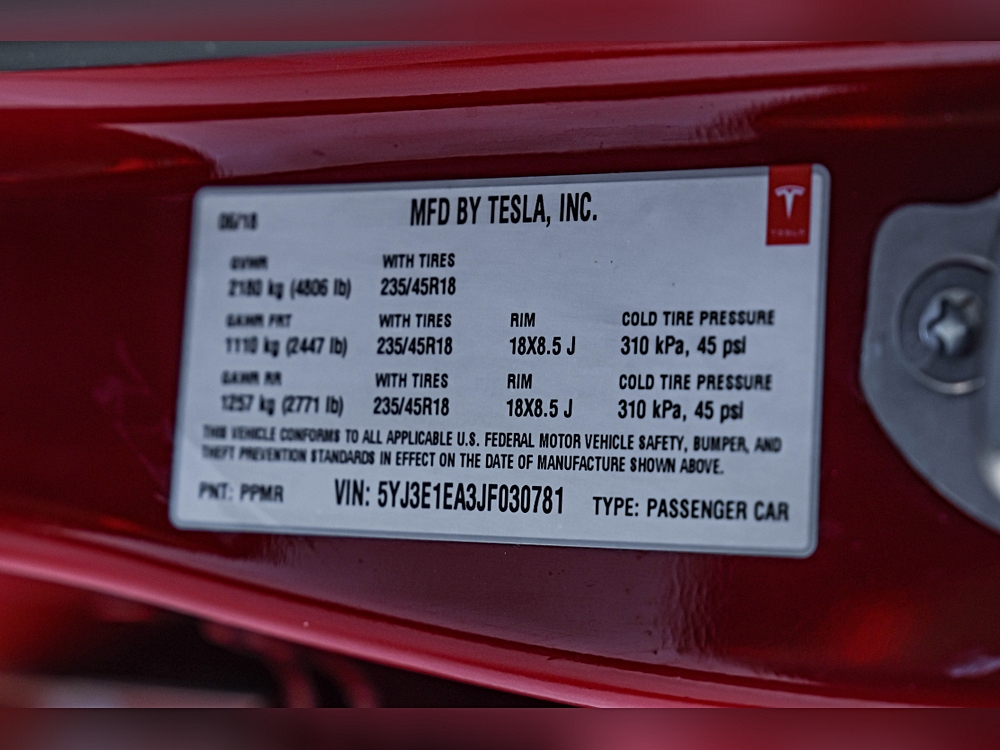 06/18 MFD BY TESLA, INC.
TESLA
GVWR WITH TIRES
2180 kg (4806 lb) 235/45R18
GAWR FRT WITH TIRES RIM COLD TIRE PRESSURE
1110 kg (2447 lb) 235/45R18 18X8.5 J 310 kPa, 45 psi
GAWR RR WITH TIRES RIM COLD TIRE PRESSURE
1257 kg (2771 lb) 235/45R18 18X8.5 J 310 kPa, 45 psi
THIS VEHICLE CONFORMS TO ALL APPLICABLE U.S. FEDERAL MOTOR VEHICLE SAFETY, BUMPER, AND
THEFT PREVENTION STANDARDS IN EFFECT ON THE DATE OF MANUFACTURE SHOWN ABOVE.
PNT: PPMR VIN: 5YJ3E1EA3JF030781 TYPE: PASSENGER CAR